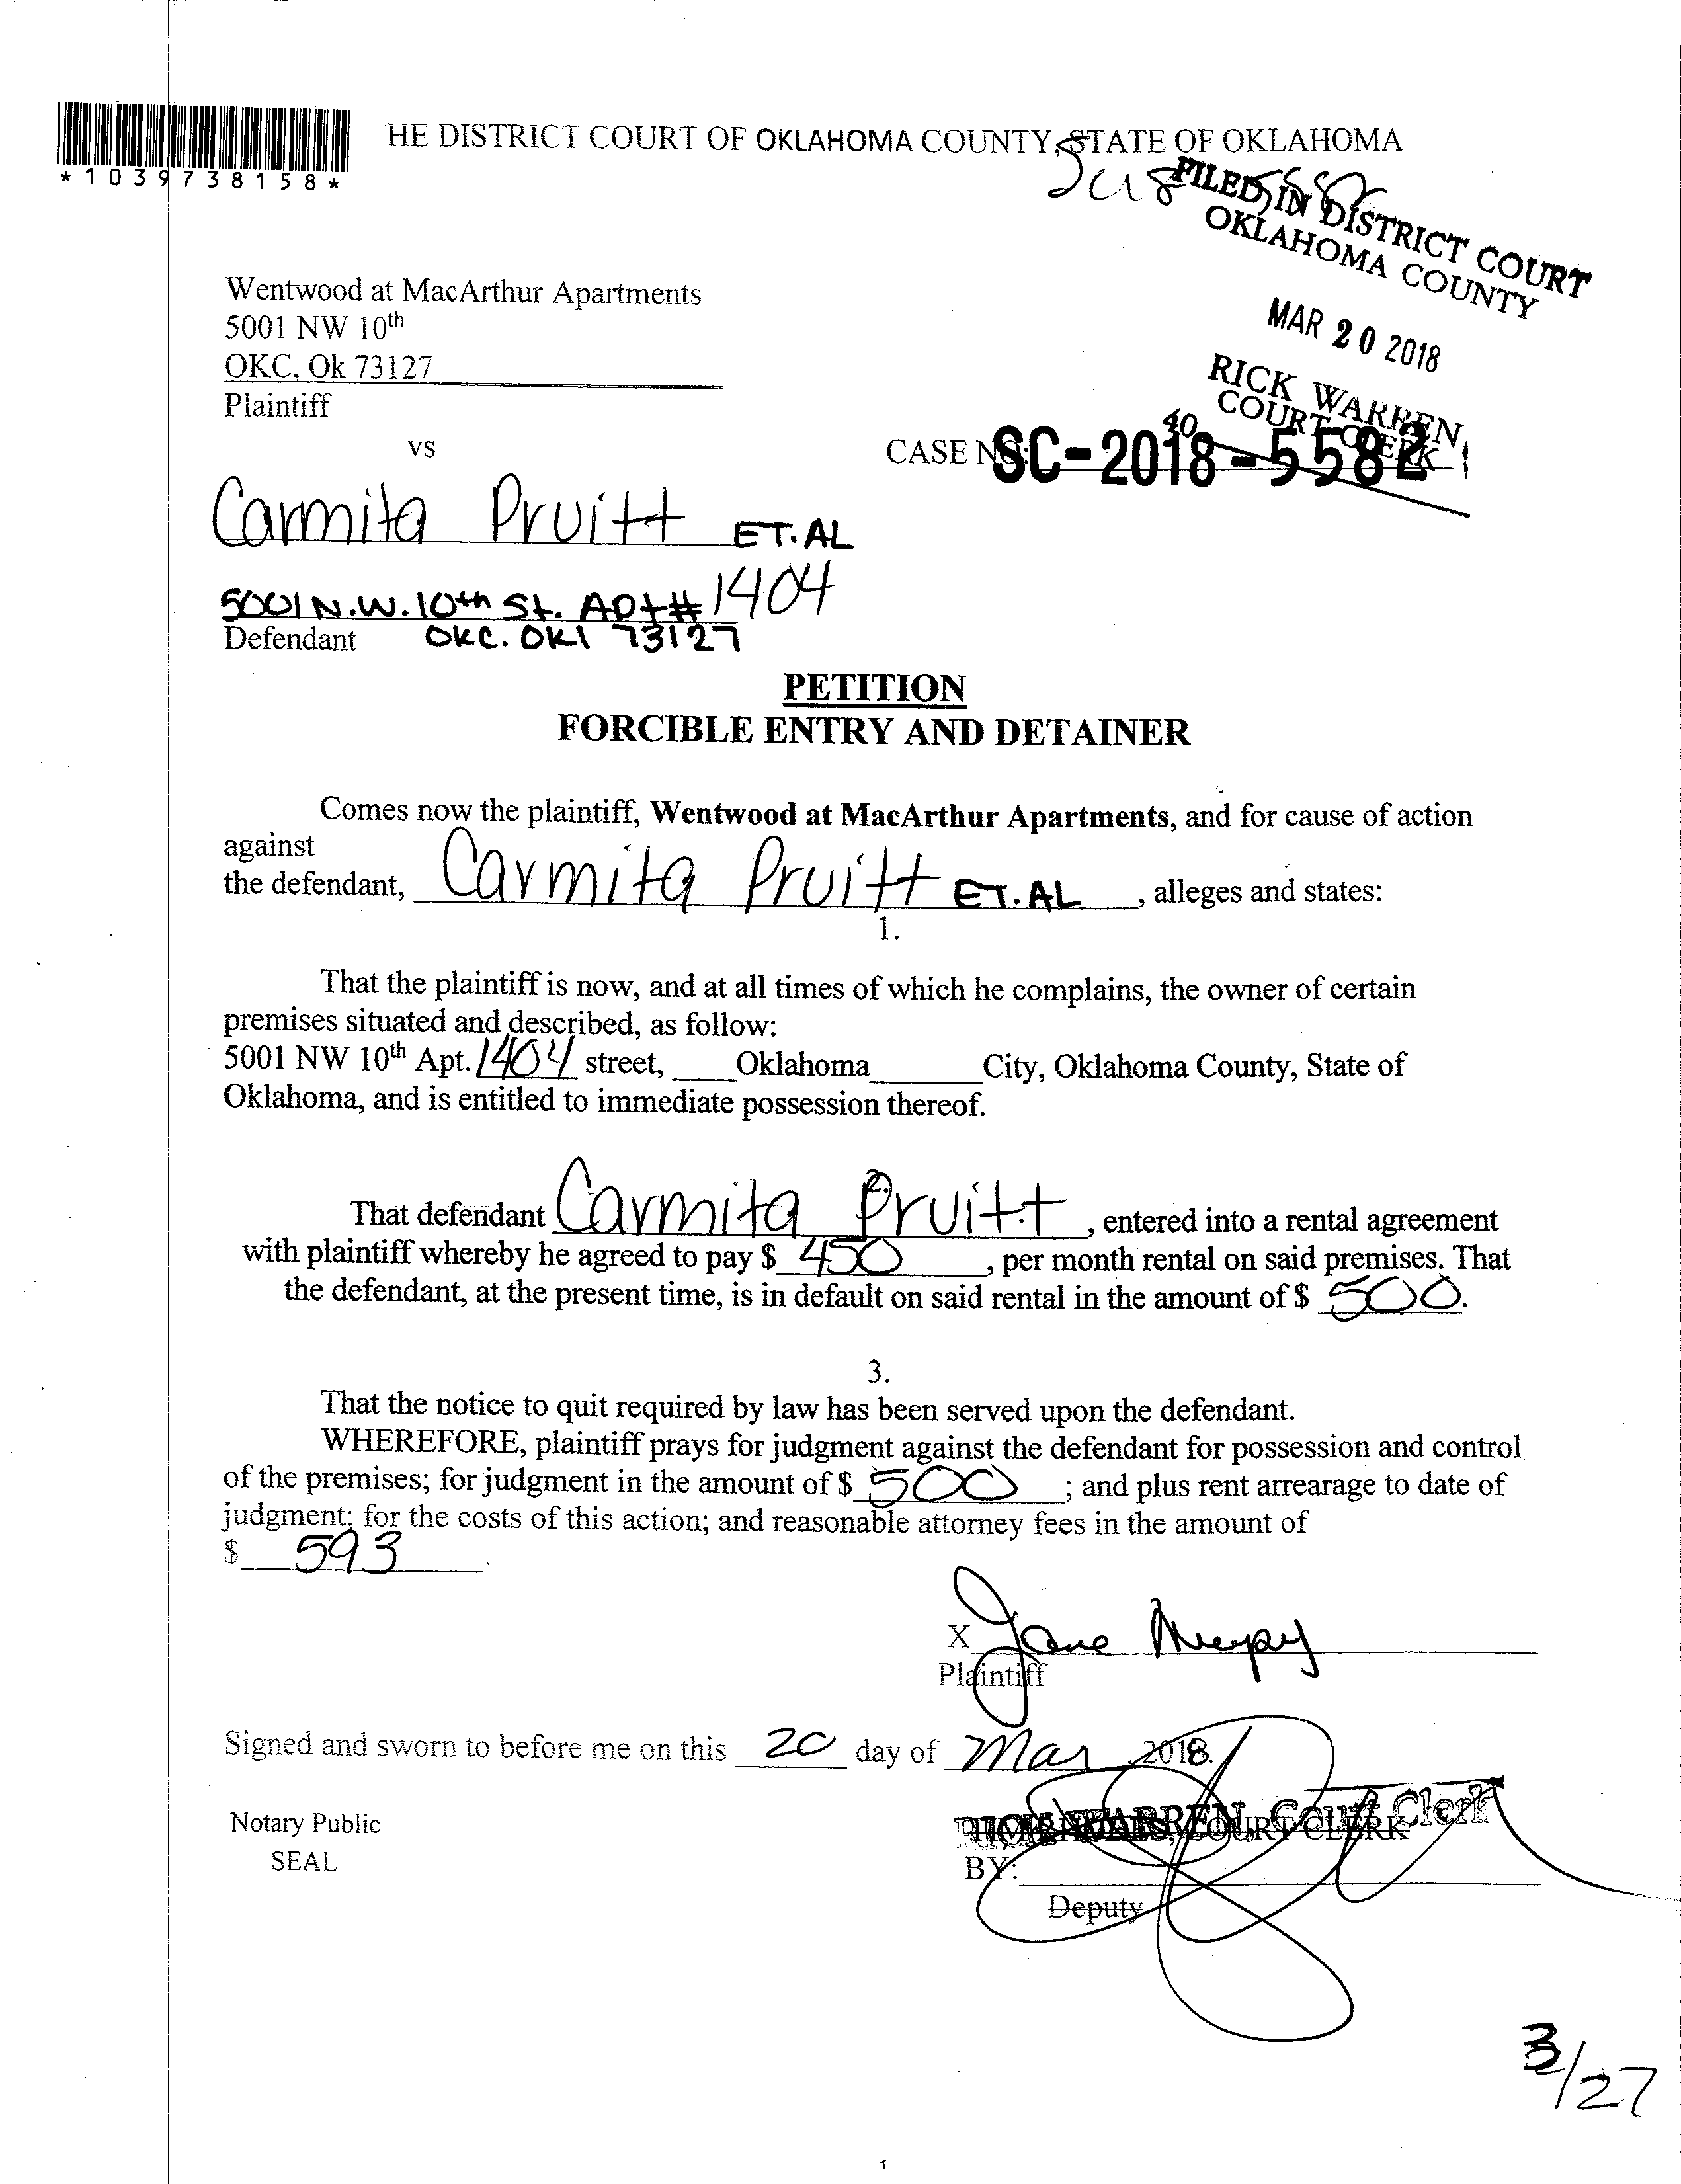 *1039738158*
HE DISTRICT COURT OF OKLAHOMA COUNTY, STATE OF OKLAHOMA
FILED IN DISTRICT COURT
OKLAHOMA COUNTY
MAR 20 2018
RICK WARREN
COURT CLERK
40
Wentwood at MacArthur Apartments
5001 NW 10th
OKC, Ok 73127
Plaintiff
vs
CASE NO: SC-2018-5582
Carmita Pruitt ET.AL
5001 N.W. 10th St. Apt# 1404
Defendant OKC. OKl 73127
PETITION
FORCIBLE ENTRY AND DETAINER
Comes now the plaintiff, Wentwood at MacArthur Apartments, and for cause of action
against
the defendant, Carmita Pruitt ET.AL, alleges and states:
1.
That the plaintiff is now, and at all times of which he complains, the owner of certain
premises situated and described, as follow:
5001 NW 10th Apt. 1404 street, Oklahoma City, Oklahoma County, State of
Oklahoma, and is entitled to immediate possession thereof.
2.
That defendant Carmita Pruitt, entered into a rental agreement
with plaintiff whereby he agreed to pay $ 450, per month rental on said premises. That
the defendant, at the present time, is in default on said rental in the amount of $ 500.
3.
That the notice to quit required by law has been served upon the defendant.
WHEREFORE, plaintiff prays for judgment against the defendant for possession and control
of the premises; for judgment in the amount of $ 500; and plus rent arrearage to date of
judgment; for the costs of this action; and reasonable attorney fees in the amount of
$ 593.
X Jane
Plaintiff
Signed and sworn to before me on this 20 day of Mar, 2018.
Notary Public
SEAL
RICK WARREN, Court Clerk
COURT CLERK
BY:
Deputy
3/27